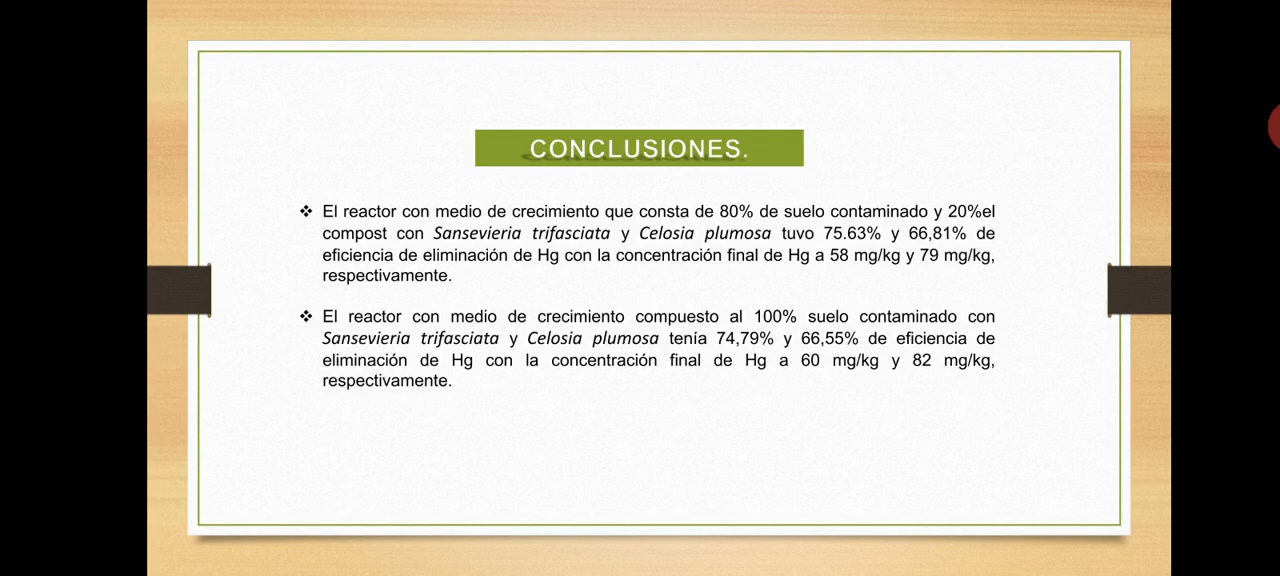 CONCLUSIONES.
❖ El reactor con medio de crecimiento que consta de 80% de suelo contaminado y 20%el
compost con Sansevieria trifasciata y Celosia plumosa tuvo 75.63% y 66,81% de
eficiencia de eliminación de Hg con la concentración final de Hg a 58 mg/kg y 79 mg/kg,
respectivamente.
❖ El reactor con medio de crecimiento compuesto al 100% suelo contaminado con
Sansevieria trifasciata y Celosia plumosa tenía 74,79% y 66,55% de eficiencia de
eliminación de Hg con la concentración final de Hg a 60 mg/kg y 82 mg/kg,
respectivamente.